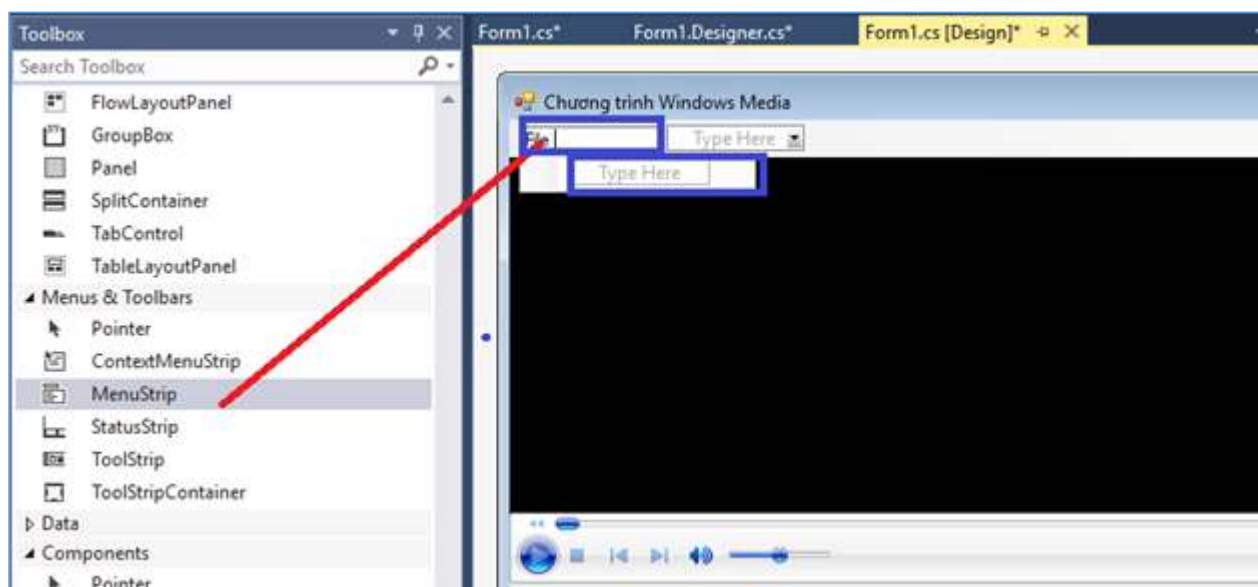 Toolbox
Search Toolbox
FlowLayoutPanel
GroupBox
Panel
SplitContainer
TabControl
TableLayoutPanel
Menus & Toolbars
Pointer
ContextMenuStrip
MenuStrip
StatusStrip
ToolStrip
ToolStripContainer
Data
Components
Pointer
Form1.cs* Form1.Designer.cs* Form1.cs [Design]*
Chương trình Windows Media
File Type Here
Type Here